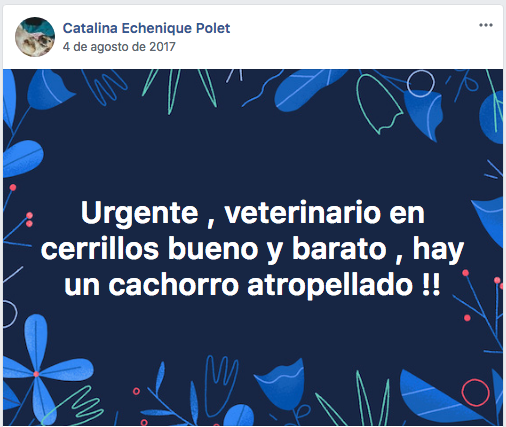 Catalina Echenique Polet
4 de agosto de 2017
Urgente , veterinario en
cerrillos bueno y barato , hay
un cachorro atropellado !!